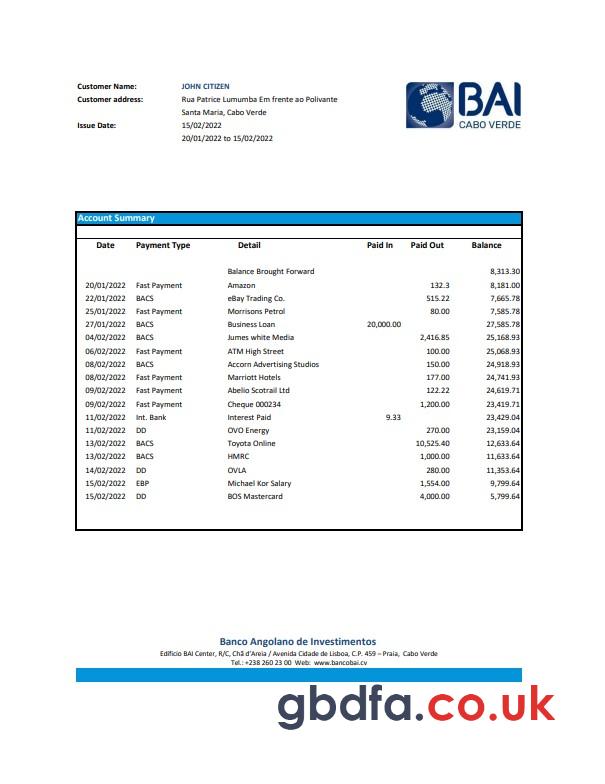 Customer Name: JOHN CITIZEN
Customer address: Rua Patrice Lumumba Em frente ao Polivante
Santa Maria, Cabo Verde
Issue Date: 15/02/2022
20/01/2022 to 15/02/2022
BAI
CABO VERDE
Account Summary
Date Payment Type Detail Paid In Paid Out Balance
Balance Brought Forward 8,313.30
20/01/2022 Fast Payment Amazon 132.3 8,181.00
22/01/2022 BACS eBay Trading Co. 515.22 7,665.78
25/01/2022 Fast Payment Morrisons Petrol 80.00 7,585.78
27/01/2022 BACS Business Loan 20,000.00 27,585.78
04/02/2022 BACS Jumes white Media 2,416.85 25,168.93
06/02/2022 Fast Payment ATM High Street 100.00 25,068.93
08/02/2022 BACS Accorn Advertising Studios 150.00 24,918.93
08/02/2022 Fast Payment Marriott Hotels 177.00 24,741.93
09/02/2022 Fast Payment Abelio Scotrail Ltd 122.22 24,619.71
09/02/2022 Fast Payment Cheque 000234 1,200.00 23,419.71
11/02/2022 Int. Bank Interest Paid 9.33 23,429.04
11/02/2022 DD OVO Energy 270.00 23,159.04
13/02/2022 BACS Toyota Online 10,525.40 12,633.64
13/02/2022 BACS HMRC 1,000.00 11,633.64
14/02/2022 DD OVLA 280.00 11,353.64
15/02/2022 EBP Michael Kor Salary 1,554.00 9,799.64
15/02/2022 DD BOS Mastercard 4,000.00 5,799.64
Banco Angolano de Investimentos
Edifício BAI Center, R/C, Chã d'Areia / Avenida Cidade de Lisboa, C.P. 459 – Praia, Cabo Verde
Tel.: +238 260 23 00 Web: www.bancobai.cv
gbdfa.co.uk